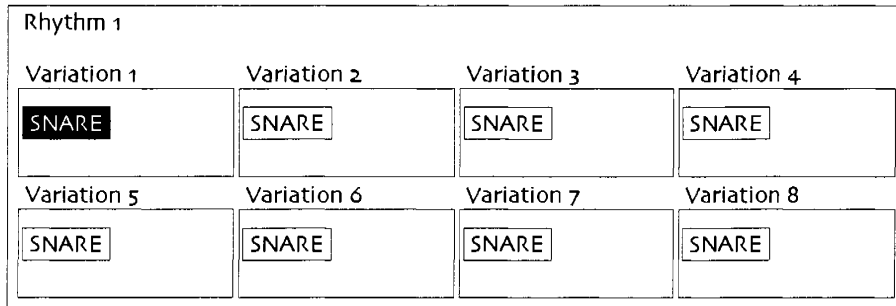 Rhythm 1
Variation 1 Variation 2 Variation 3 Variation 4
SNARE SNARE SNARE SNARE
Variation 5 Variation 6 Variation 7 Variation 8
SNARE SNARE SNARE SNARE